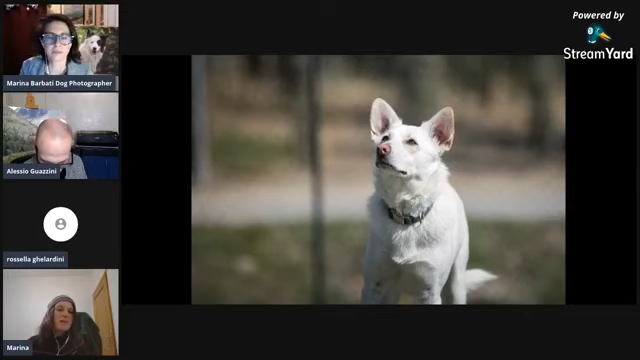 Powered by
StreamYard
Marina Barbati Dog Photographer
Alessio Guazzini
rossella ghelardini
Marina